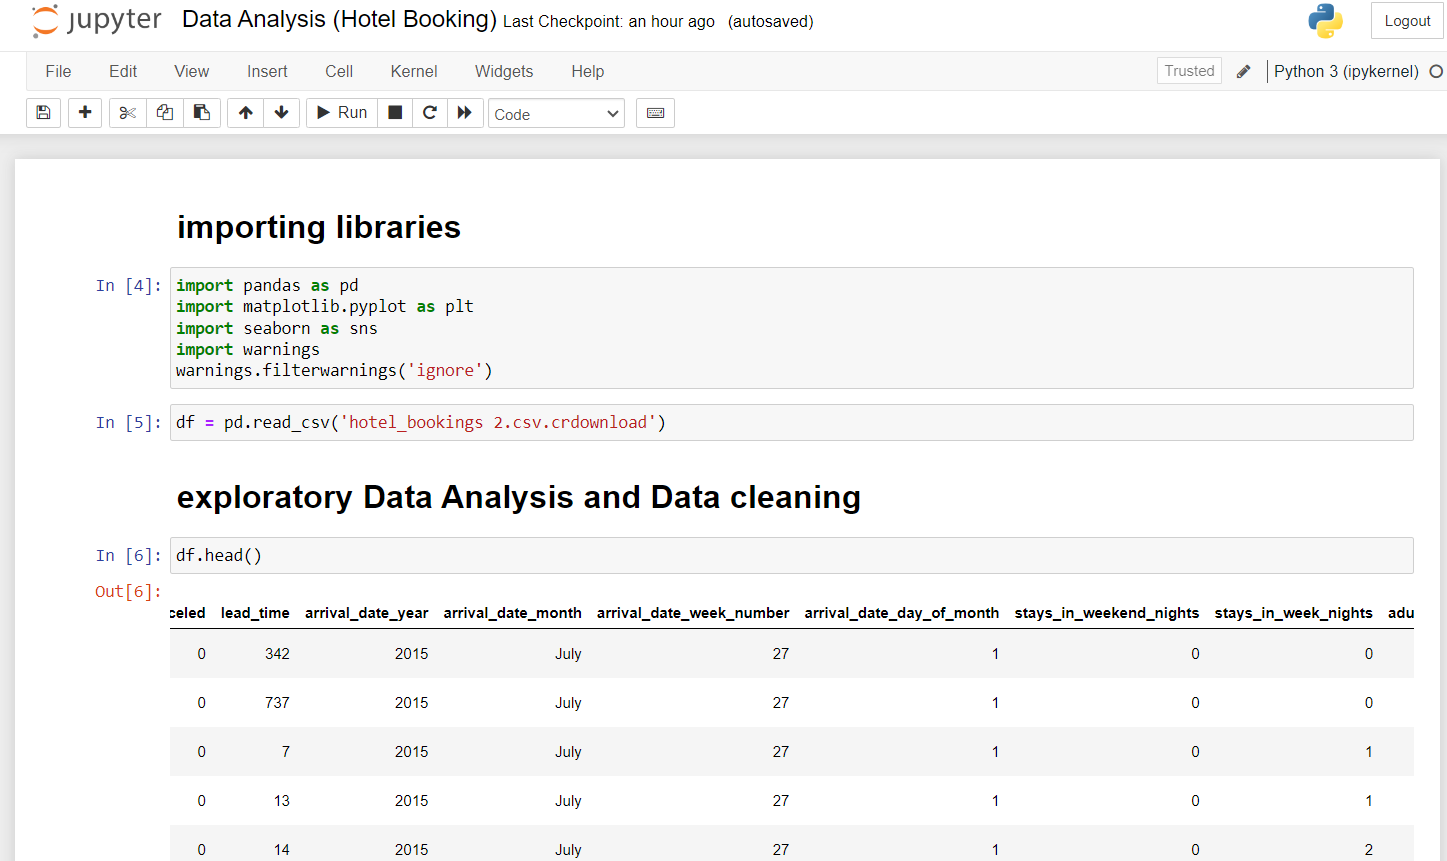 jupyter Data Analysis (Hotel Booking) Last Checkpoint: an hour ago (autosaved) Logout
File Edit View Insert Cell Kernel Widgets Help Trusted Python 3 (ipykernel)
Run Code
importing libraries
In [4]: import pandas as pd
import matplotlib.pyplot as plt
import seaborn as sns
import warnings
warnings.filterwarnings('ignore')
In [5]: df = pd.read_csv('hotel_bookings 2.csv.crdownload')
exploratory Data Analysis and Data cleaning
In [6]: df.head()
Out[6]:
celed lead_time arrival_date_year arrival_date_month arrival_date_week_number arrival_date_day_of_month stays_in_weekend_nights stays_in_week_nights adu
0 342 2015 July 27 1 0 0
0 737 2015 July 27 1 0 0
0 7 2015 July 27 1 0 1
0 13 2015 July 27 1 0 1
0 14 2015 July 27 1 0 2